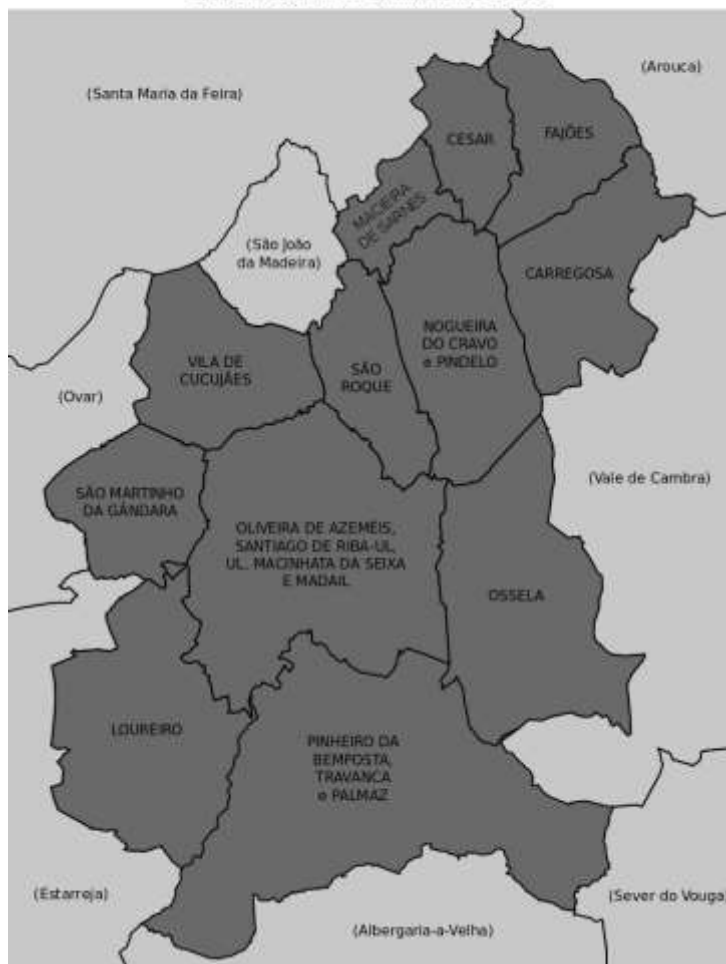 (Arouca)
(Santa Maria da Feira)
CESAR
FAJÕES
MACIEIRA
DE SARNES
(São João
da Madeira)
CARREGOSA
NOGUEIRA
DO CRAVO
e PINDELO
VILA DE
CUCUJÃES
SÃO
ROQUE
(Ovar)
(Vale de Cambra)
SÃO MARTINHO
DA GÂNDARA
OLIVEIRA DE AZEMÉIS,
SANTIAGO DE RIBA-UL,
UL, MACINHATA DA SEIXA
E MADAIL
OSSELA
LOUREIRO
PINHEIRO DA
BEMPOSTA,
TRAVANCA
e PALMAZ
(Estarreja)
(Sever do Vouga)
(Albergaria-a-Velha)